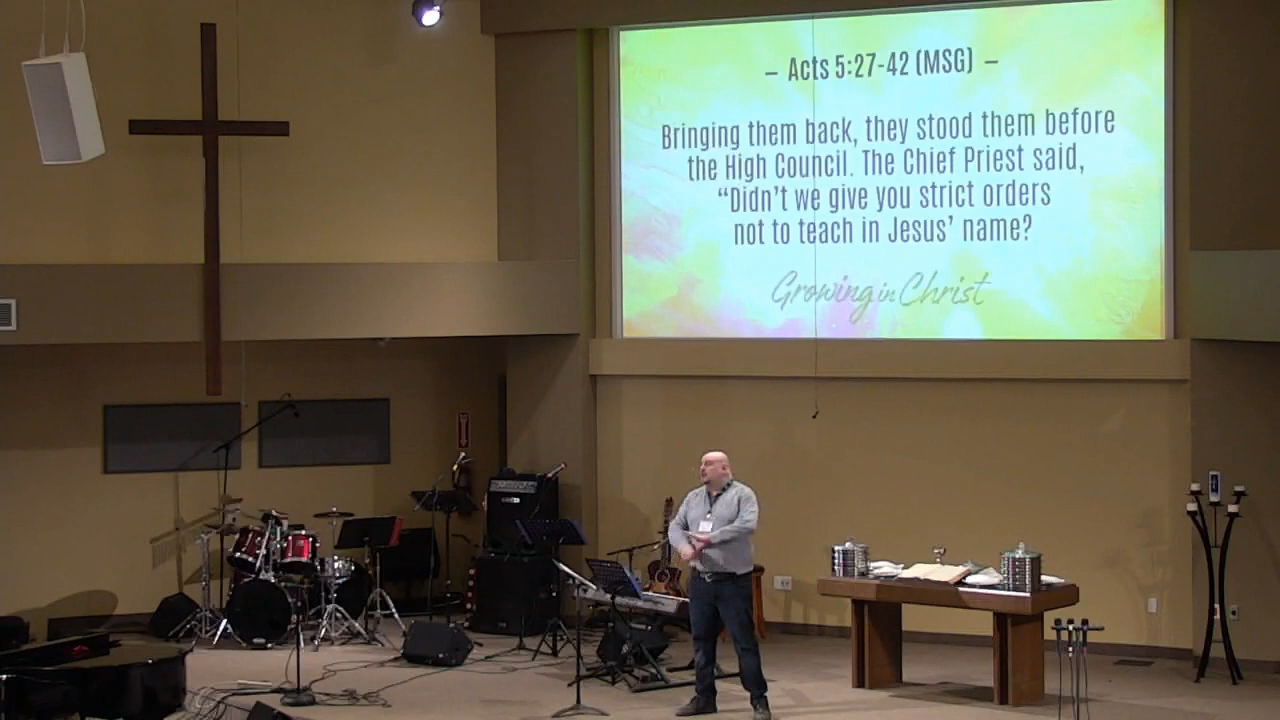 – Acts 5:27-42 (MSG) –
Bringing them back, they stood them before
the High Council. The Chief Priest said,
“Didn’t we give you strict orders
not to teach in Jesus’ name?
Growing in Christ